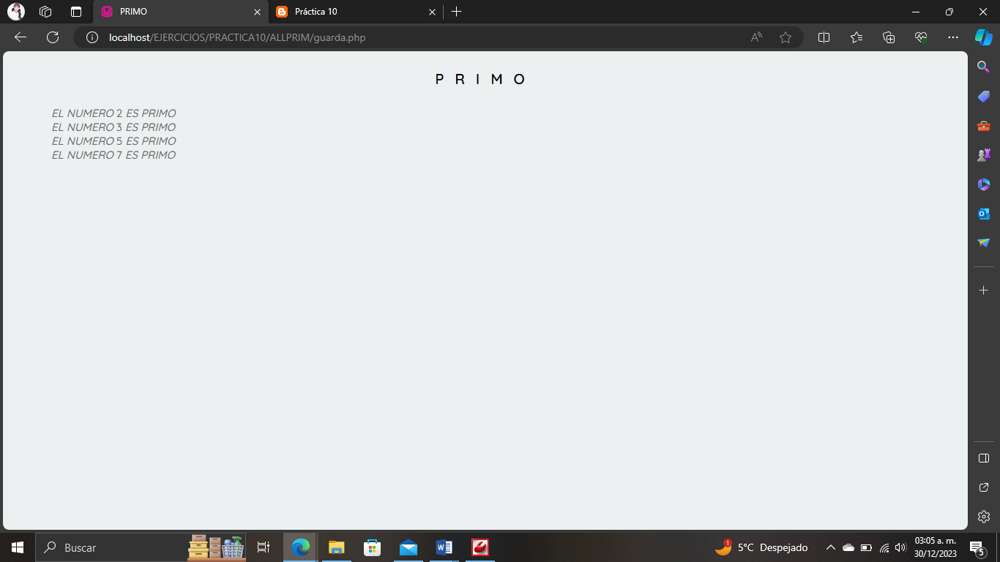 PRIMO
Práctica 10
localhost/EJERCICIOS/PRACTICA10/ALLPRIM/guarda.php
P R I M O
EL NUMERO 2 ES PRIMO
EL NUMERO 3 ES PRIMO
EL NUMERO 5 ES PRIMO
EL NUMERO 7 ES PRIMO
Buscar
1
5°C Despejado
03:05 a. m.
30/12/2023
5